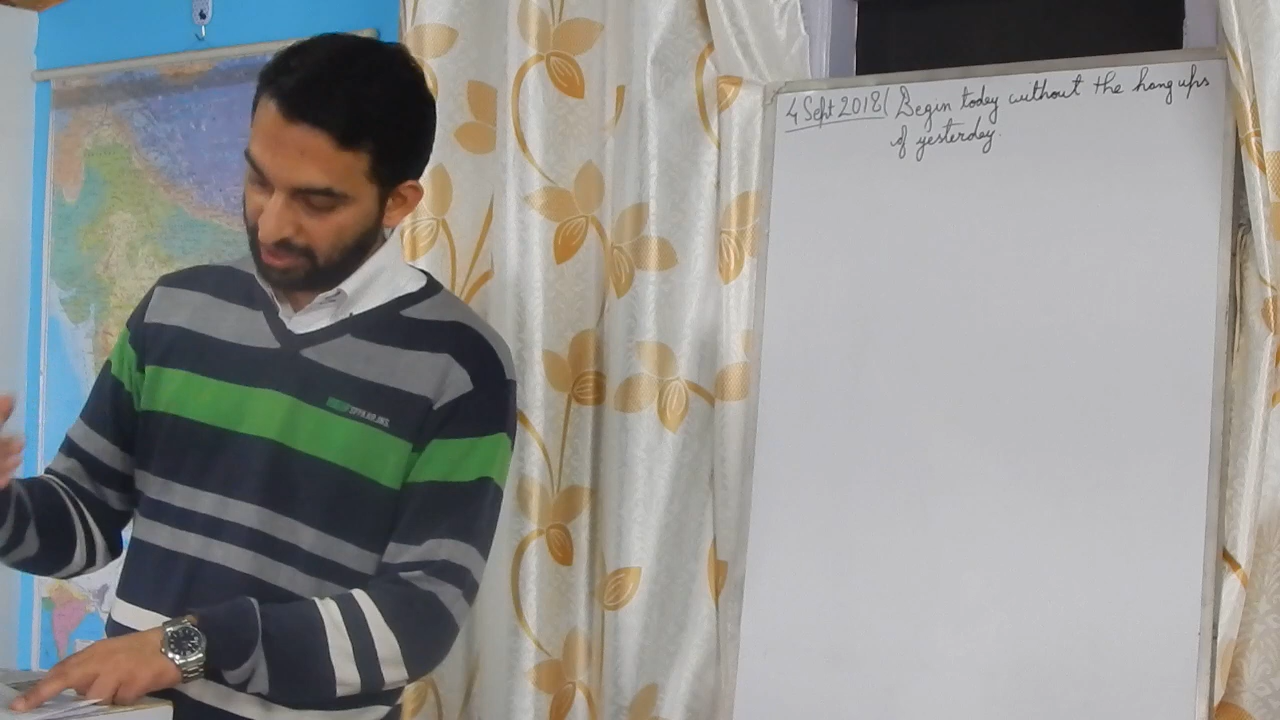 4 Sept 2018( Begin today without the hang ups
of yesterday.